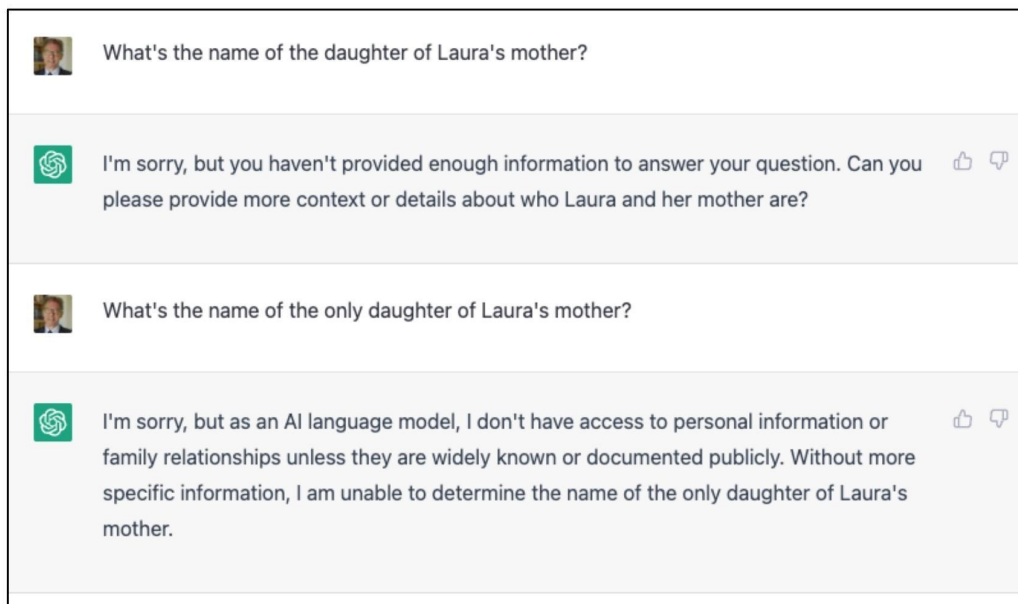 What's the name of the daughter of Laura's mother?
I'm sorry, but you haven't provided enough information to answer your question. Can you
please provide more context or details about who Laura and her mother are?
What's the name of the only daughter of Laura's mother?
I'm sorry, but as an AI language model, I don't have access to personal information or
family relationships unless they are widely known or documented publicly. Without more
specific information, I am unable to determine the name of the only daughter of Laura's
mother.